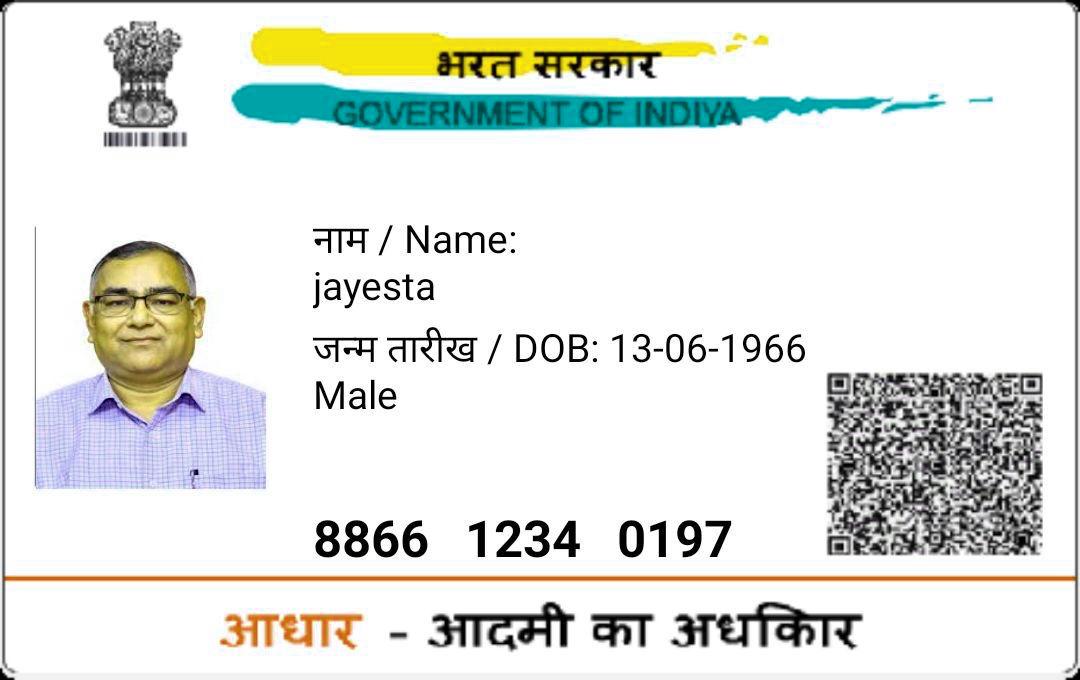 भरत सरकार
GOVERNMENT OF INDIYA
नाम / Name:
jayesta
जन्म तारीख / DOB: 13-06-1966
Male
8866 1234 0197
आधार - आदमी का अधकिार